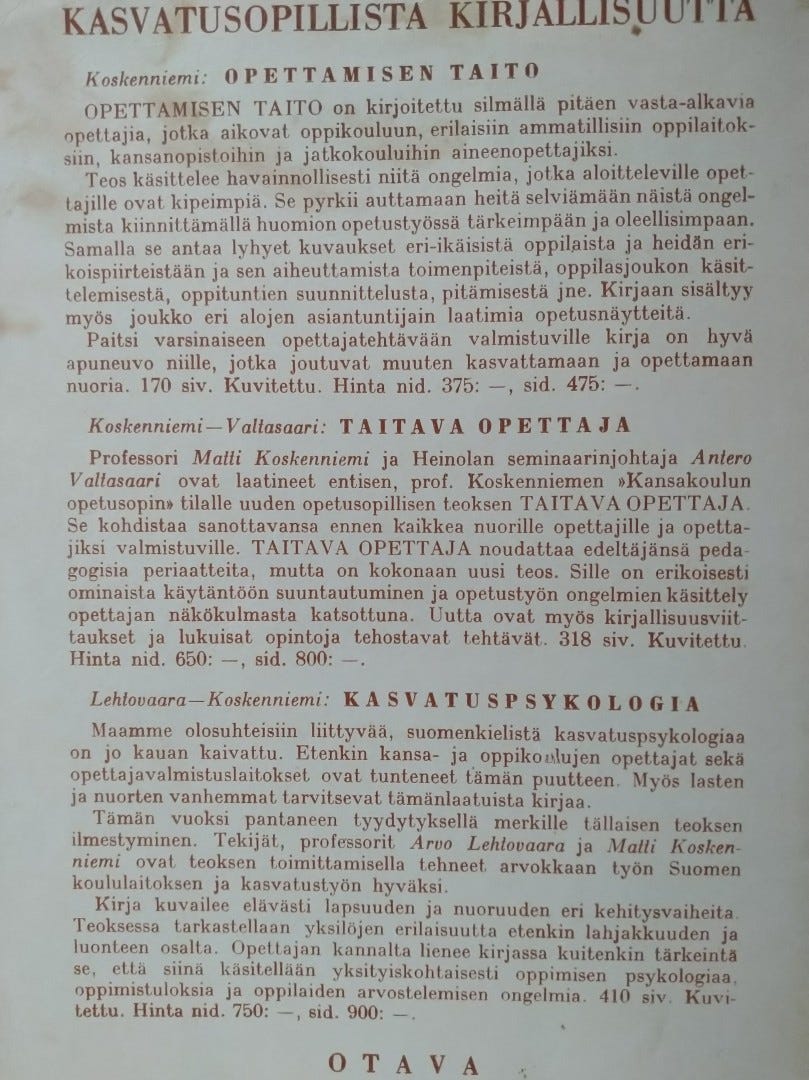 KASVATUSOPILLISTA KIRJALLISUUTTA
Koskenniemi: OPETTAMISEN TAITO
OPETTAMISEN TAITO on kirjoitettu silmällä pitäen vasta-alkavia
opettajia, jotka aikovat oppikouluun, erilaisiin ammatillisiin oppilaitok-
siin, kansanopistoihin ja jatkokouluihin aineenopettajiksi.
Teos käsittelee havainnollisesti niitä ongelmia, jotka aloitteleville opet-
tajille ovat kipeimpiä. Se pyrkii auttamaan heitä selviämään näistä ongel-
mista kiinnittämällä huomion opetustyössä tärkeimpään ja oleellisimpaan.
Samalla se antaa lyhyet kuvaukset eri-ikäisistä oppilaista ja heidän eri-
koispiirteistään ja sen aiheuttamista toimenpiteistä, oppilasjoukon käsit-
telemisestä, oppituntien suunnittelusta, pitämisestä jne. Kirjaan sisältyy
myös joukko eri alojen asiantuntijain laatimia opetusnäytteitä.
Paitsi varsinaiseen opettajatehtävään valmistuville kirja on hyvä
apuneuvo niille, jotka joutuvat muuten kasvattamaan ja opettamaan
nuoria. 170 siv. Kuvitettu. Hinta nid. 375: —, sid. 475: —.
Koskenniemi—Valtasaari: TAITAVA OPETTAJA
Professori Matti Koskenniemi ja Heinolan seminaarinjohtaja Antero
Valtasaari ovat laatineet entisen, prof. Koskenniemen »Kansakoulun
opetusopin» tilalle uuden opetusopillisen teoksen TAITAVA OPETTAJA.
Se kohdistaa sanottavansa ennen kaikkea nuorille opettajille ja opetta-
jiksi valmistuville. TAITAVA OPETTAJA noudattaa edeltäjänsä peda-
gogisia periaatteita, mutta on kokonaan uusi teos. Sille on erikoisesti
ominaista käytäntöön suuntautuminen ja opetustyön ongelmien käsittely
opettajan näkökulmasta katsottuna. Uutta ovat myös kirjallisuusviit-
taukset ja lukuisat opintoja tehostavat tehtävät. 318 siv. Kuvitettu.
Hinta nid. 650: —, sid. 800: —.
Lehtovaara—Koskenniemi: KASVATUSPSYKOLOGIA
Maamme olosuhteisiin liittyvää, suomenkielistä kasvatuspsykologiaa
on jo kauan kaivattu. Etenkin kansa- ja oppikoulujen opettajat sekä
opettajavalmistuslaitokset ovat tunteneet tämän puutteen. Myös lasten
ja nuorten vanhemmat tarvitsevat tämänlaatuista kirjaa.
Tämän vuoksi pantaneen tyydytyksellä merkille tällaisen teoksen
ilmestyminen. Tekijät, professorit Arvo Lehtovaara ja Matti Kosken-
niemi ovat teoksen toimittamisella tehneet arvokkaan työn Suomen
koululaitoksen ja kasvatustyön hyväksi.
Kirja kuvailee elävästi lapsuuden ja nuoruuden eri kehitysvaiheita.
Teoksessa tarkastellaan yksilöjen erilaisuutta etenkin lahjakkuuden ja
luonteen osalta. Opettajan kannalta lienee kirjassa kuitenkin tärkeintä
se, että siinä käsitellään yksityiskohtaisesti oppimisen psykologiaa,
oppimistuloksia ja oppilaiden arvostelemisen ongelmia. 410 siv. Kuvi-
tettu. Hinta nid. 750: —, sid. 900: —.
OTAVA